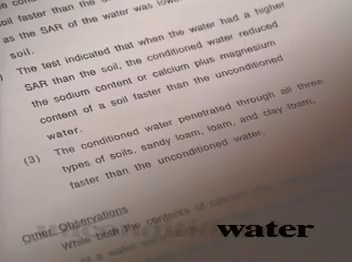 soil faster than the
as the SAR of the water was
soil.
The test indicated that when the water had a higher
SAR than the soil, the conditioned water reduced
the sodium content or calcium plus magnesium
content of a soil faster than the unconditioned
water.
(3) The conditioned water penetrated through all three
types of soils, sandy loam, loam, and clay loam,
faster than the unconditioned water.
Other Observations
While both the contents of calcium
of a water
water